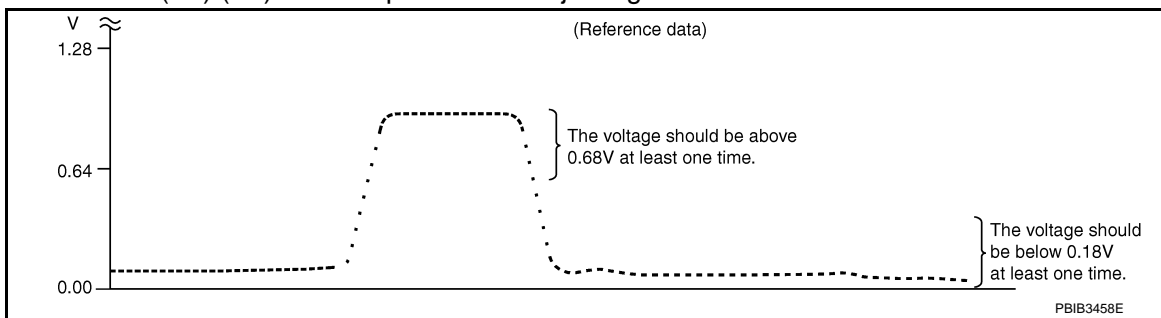 V
(Reference data)
1.28
The voltage should be above
0.68V at least one time.
0.64
The voltage should
be below 0.18V
at least one time.
0.00
PBIB3458E